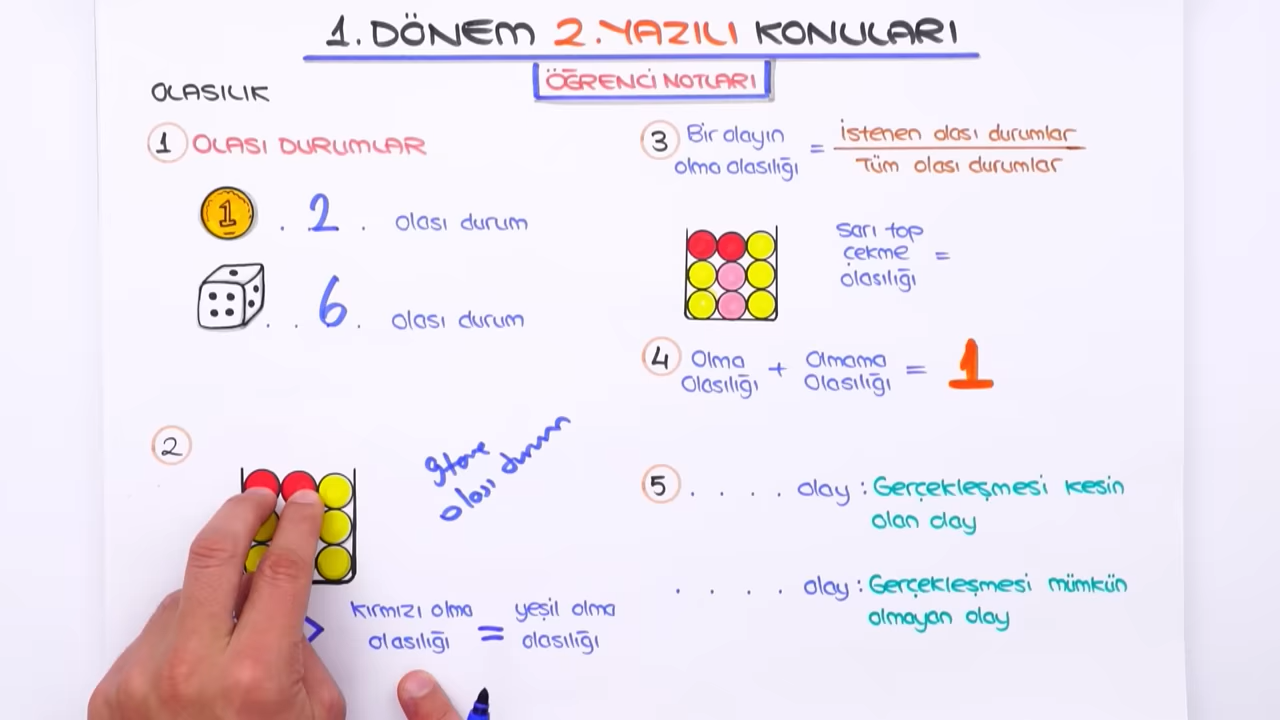 1. DÖNEM 2. YAZILI KONULARI
ÖĞRENCİ NOTLARI
OLASILIK
1 OLASI DURUMLAR
1 . 2 . olası durum
. . 6 . olası durum
2
olası durum
> kırmızı olma olasılığı = yeşil olma olasılığı
3 Bir olayın olma olasılığı = İstenen olası durumlar
Tüm olası durumlar
Sarı top
çekme =
olasılığı
4 Olma Olasılığı + Olmama Olasılığı = 1
5 . . . . olay : Gerçekleşmesi kesin
olan olay
. . . . olay : Gerçekleşmesi mümkün
olmayan olay